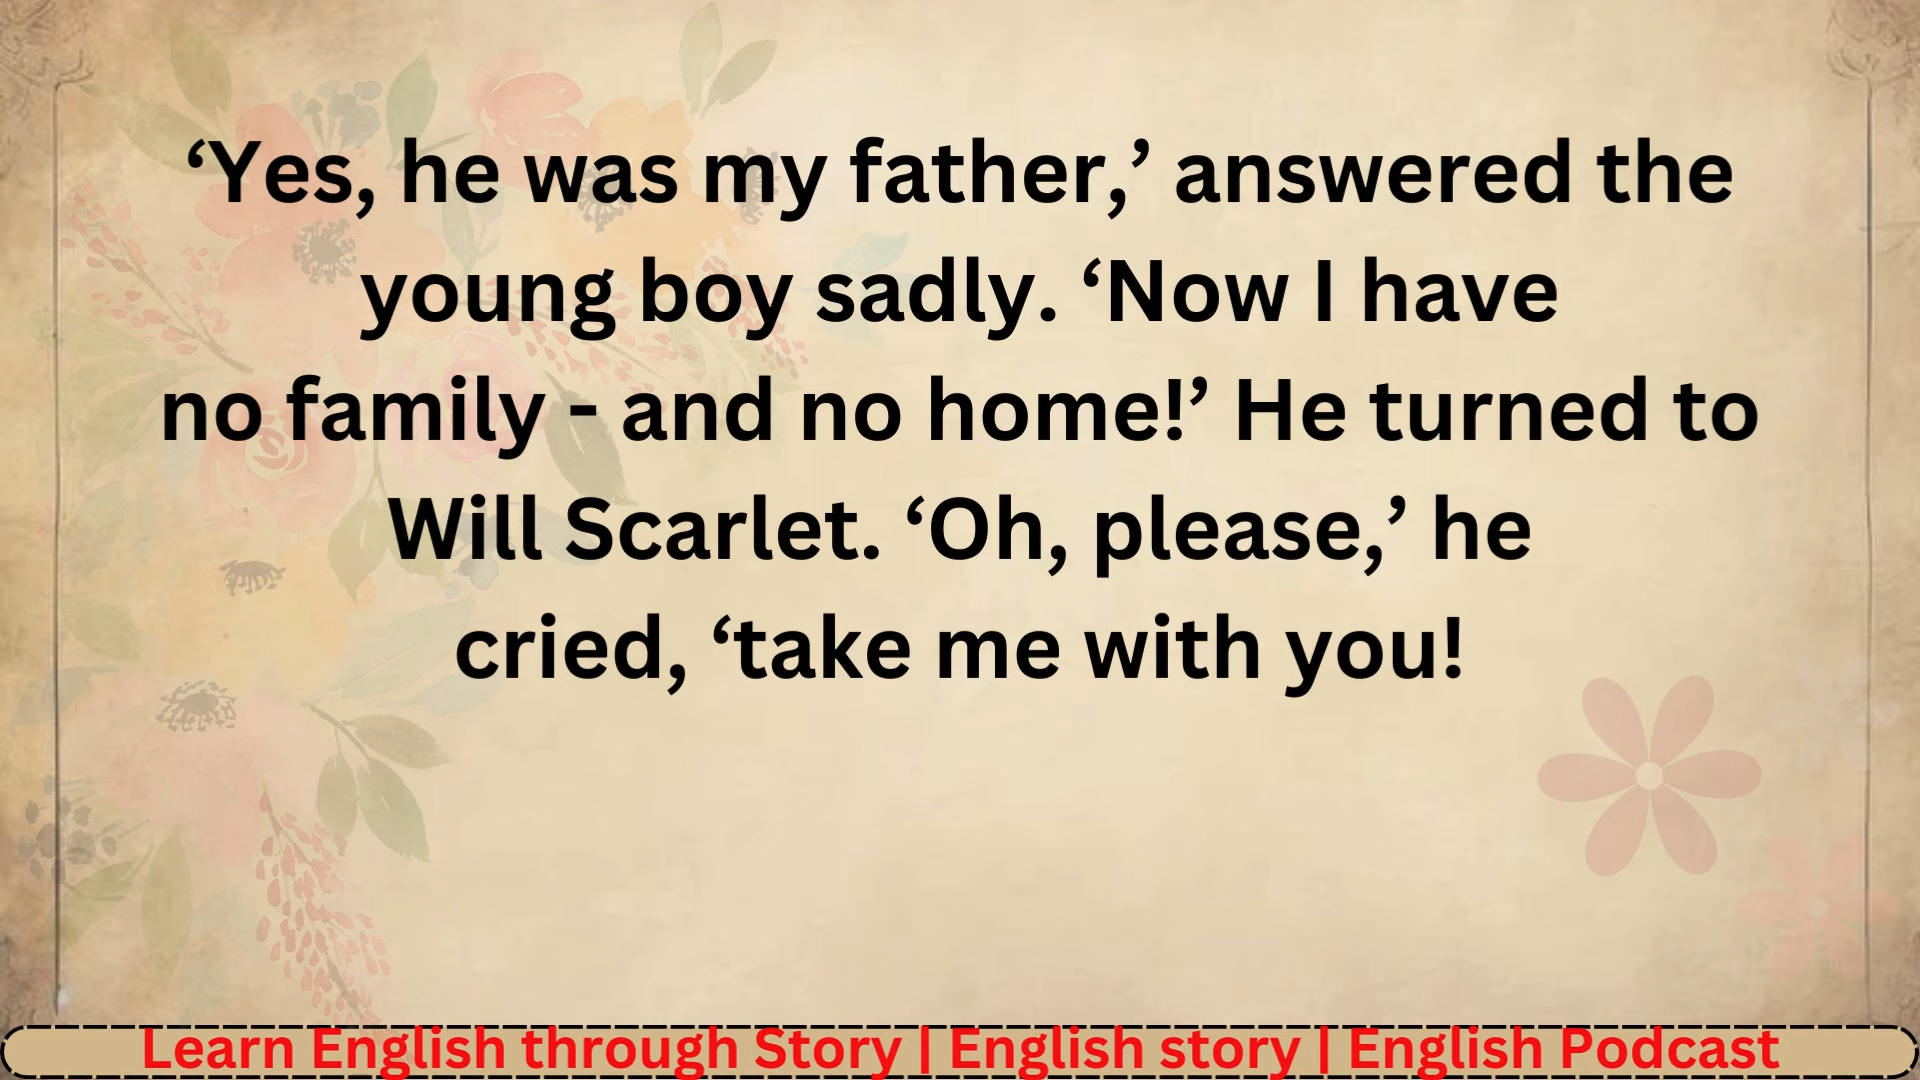 ‘Yes, he was my father,’ answered the
young boy sadly. ‘Now I have
no family - and no home!’ He turned to
Will Scarlet. ‘Oh, please,’ he
cried, ‘take me with you!
Learn English through Story | English story | English Podcast